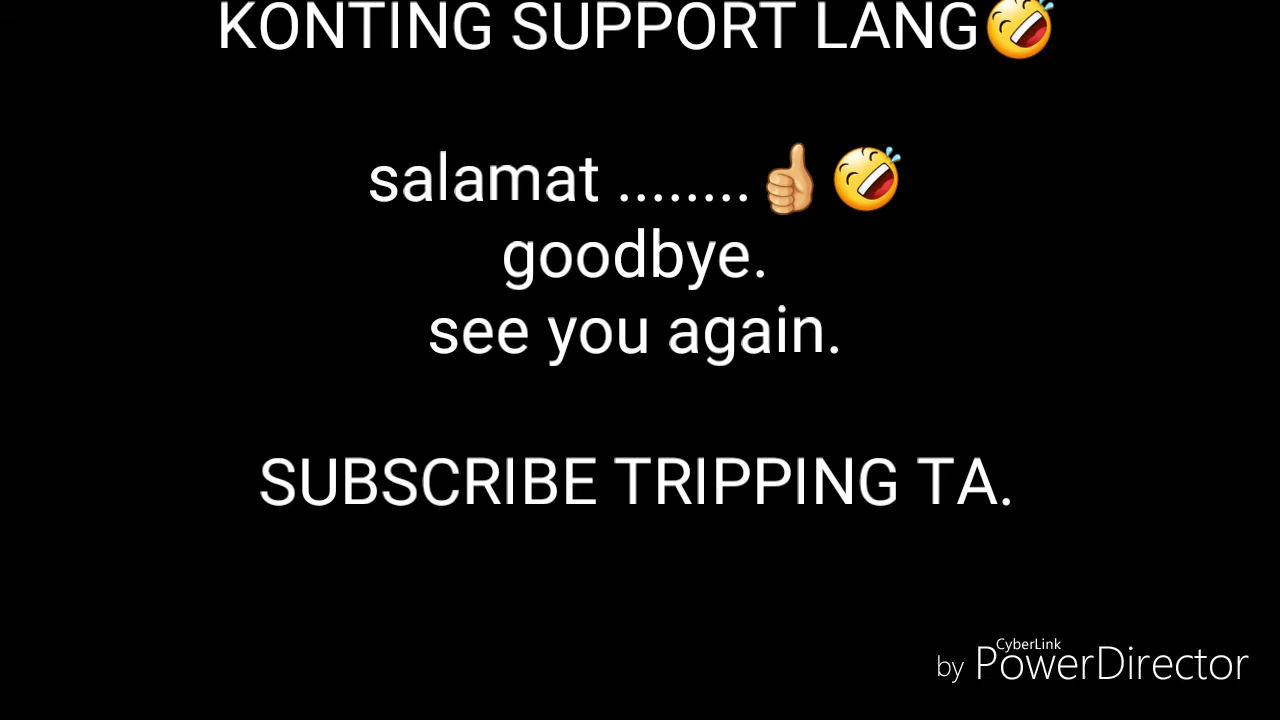 KONTING SUPPORT LANG🤣
salamat ........👍🤣
goodbye.
see you again.
SUBSCRIBE TRIPPING TA.
CyberLink
by PowerDirector